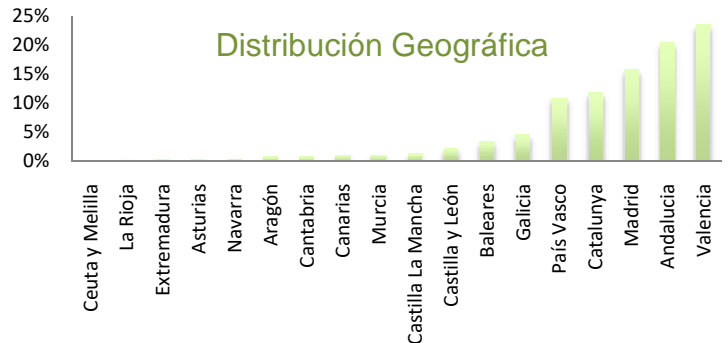 Distribución Geográfica
25%
20%
15%
10%
5%
0%
Ceuta y Melilla
La Rioja
Extremadura
Asturias
Navarra
Aragón
Cantabria
Canarias
Murcia
Castilla La Mancha
Castilla y León
Baleares
Galicia
País Vasco
Catalunya
Madrid
Andalucia
Valencia